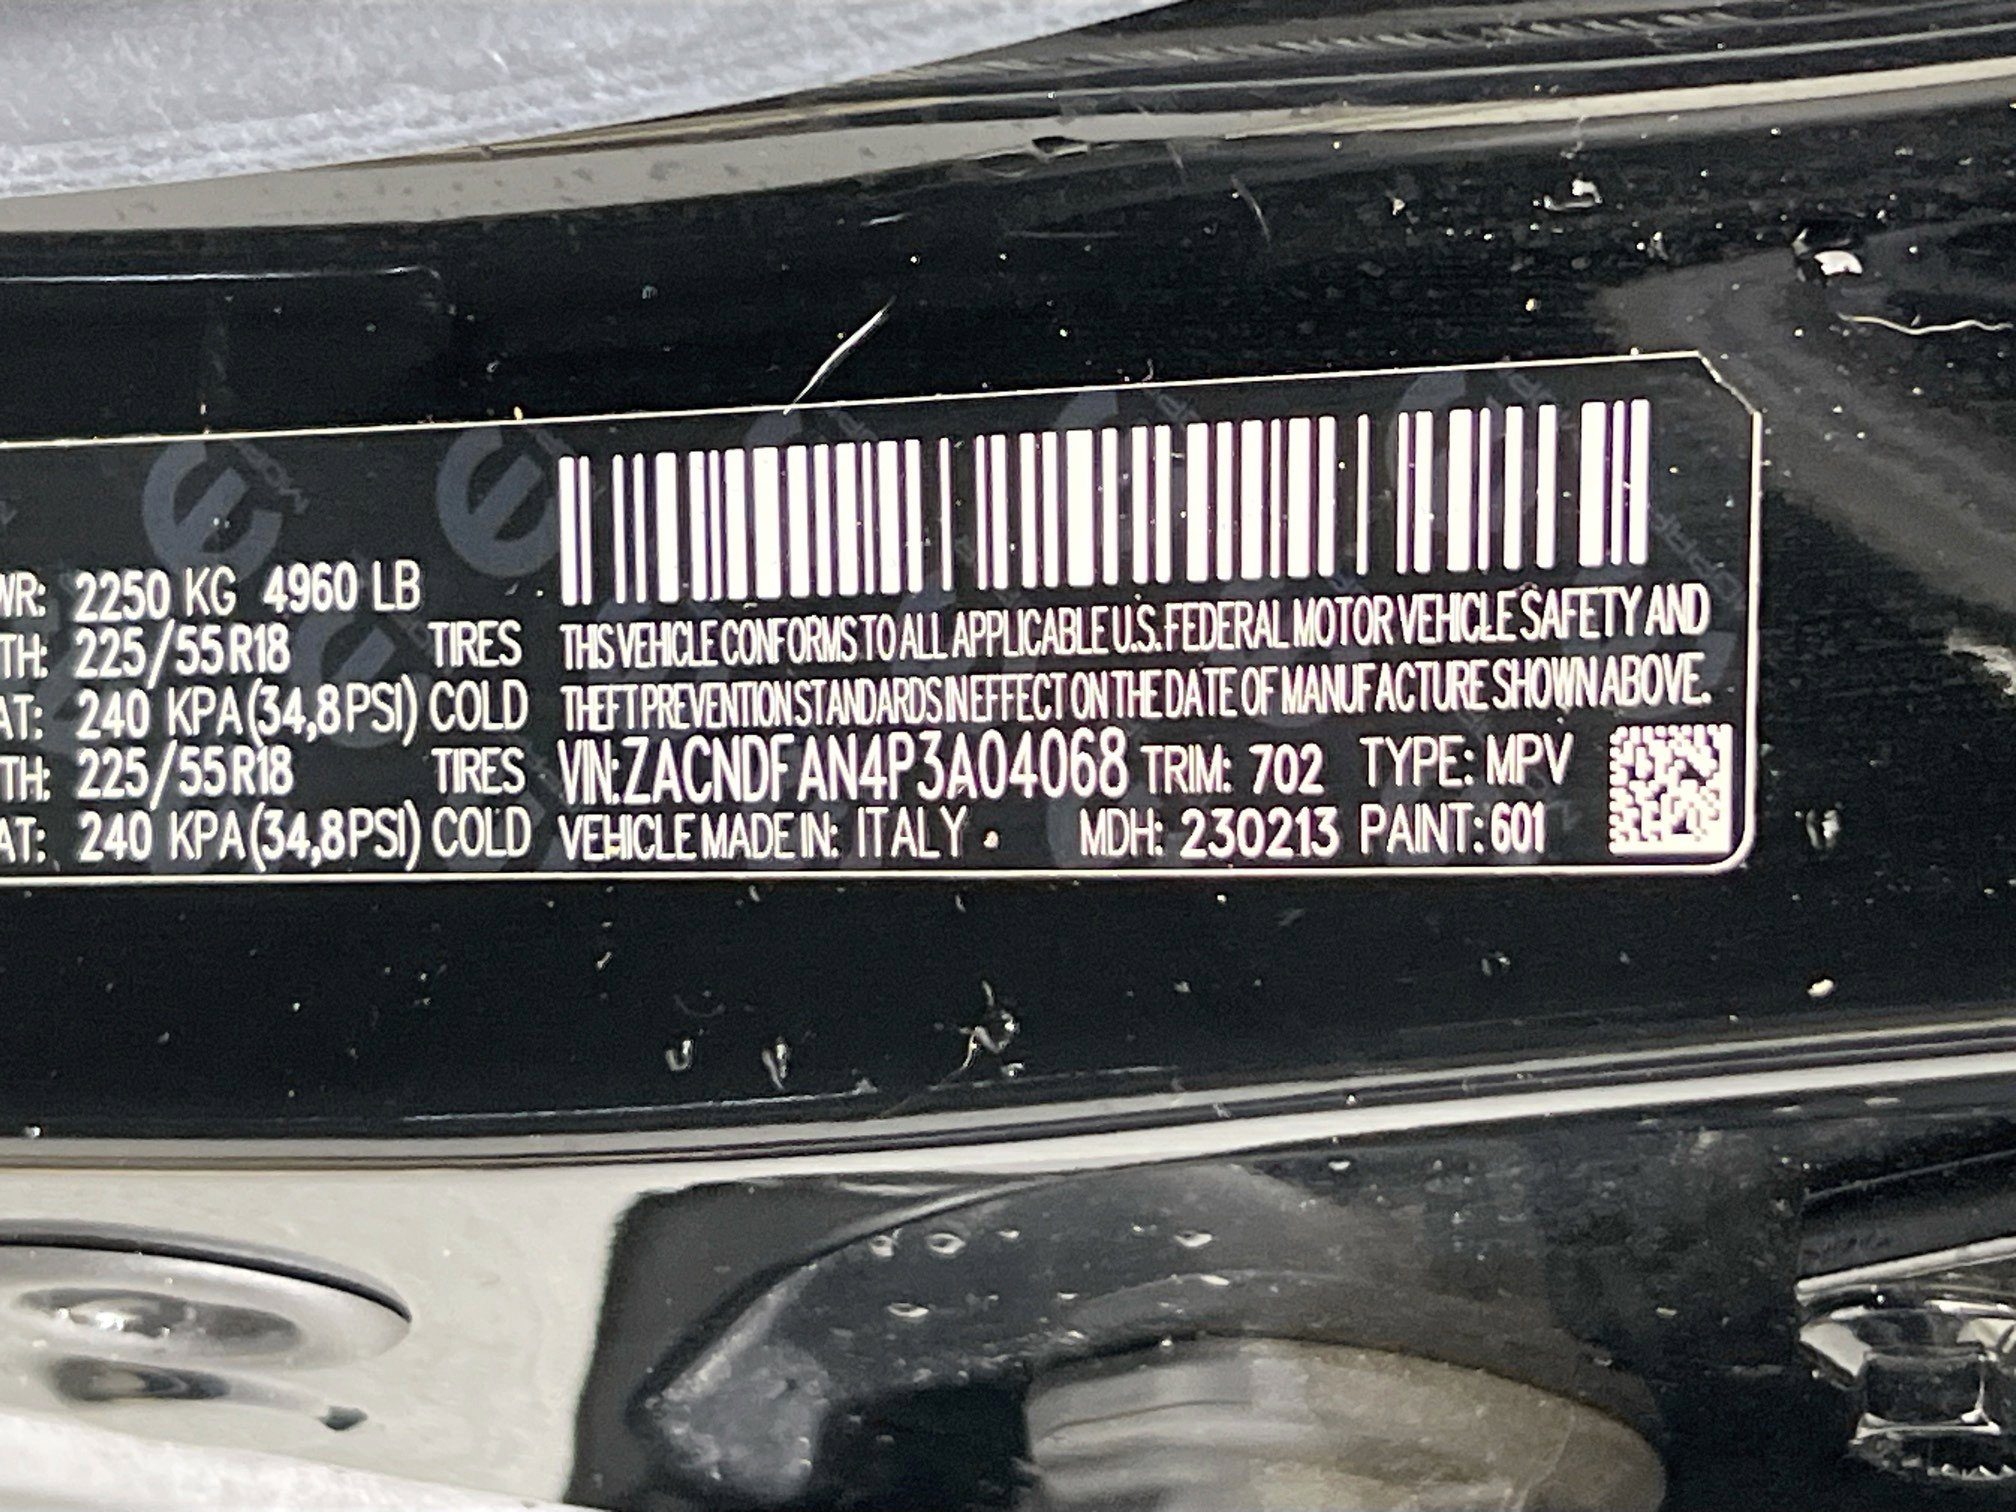 WR: 2250 KG 4960 LB
TH: 225/55R18 TIRES
AT: 240 KPA(34,8PSI) COLD
TH: 225/55R18 TIRES
AT: 240 KPA(34,8PSI) COLD
THIS VEHICLE CONFORMS TO ALL APPLICABLE U.S. FEDERAL MOTOR VEHICLE SAFETY AND
THEFT PREVENTION STANDARDS IN EFFECT ON THE DATE OF MANUFACTURE SHOWN ABOVE.
VIN:ZACNDFAN4P3A04068 TRIM: 702 TYPE: MPV
VEHICLE MADE IN: ITALY . MDH: 230213 PAINT: 601